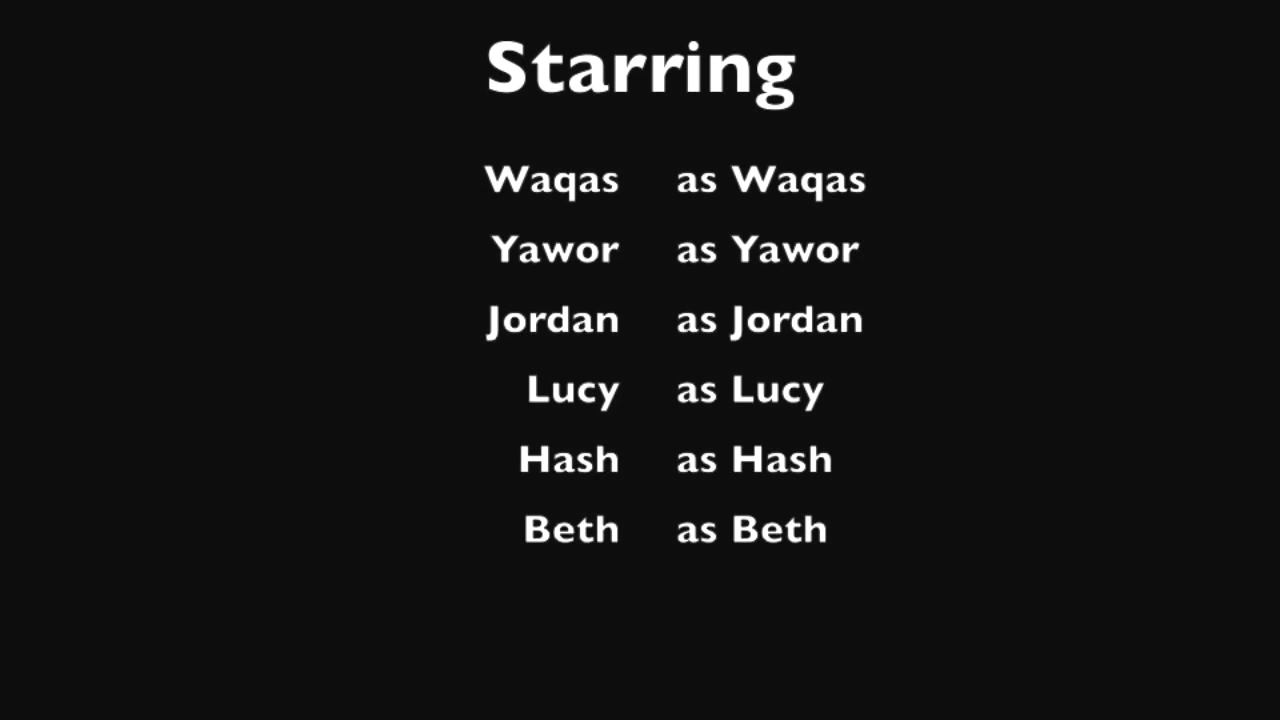 Starring
Waqas as Waqas
Yawor as Yawor
Jordan as Jordan
Lucy as Lucy
Hash as Hash
Beth as Beth